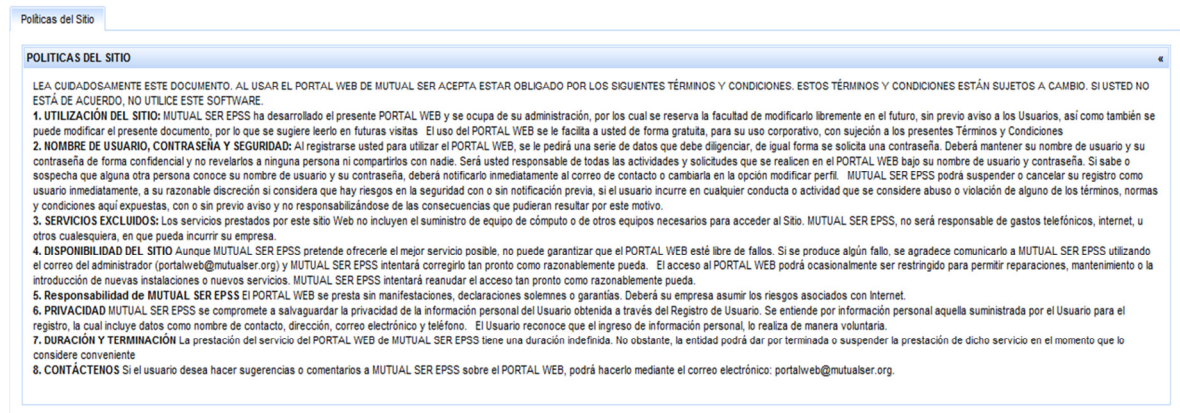 Políticas del Sitio
POLITICAS DEL SITIO «
LEA CUIDADOSAMENTE ESTE DOCUMENTO. AL USAR EL PORTAL WEB DE MUTUAL SER ACEPTA ESTAR OBLIGADO POR LOS SIGUIENTES TÉRMINOS Y CONDICIONES. ESTOS TÉRMINOS Y CONDICIONES ESTÁN SUJETOS A CAMBIO. SI USTED NO
ESTÁ DE ACUERDO, NO UTILICE ESTE SOFTWARE.
1. UTILIZACIÓN DEL SITIO: MUTUAL SER EPSS ha desarrollado el presente PORTAL WEB y se ocupa de su administración, por los cual se reserva la facultad de modificarlo libremente en el futuro, sin previo aviso a los Usuarios, así como también se
puede modificar el presente documento, por lo que se sugiere leerlo en futuras visitas El uso del PORTAL WEB se le facilita a usted de forma gratuita, para su uso corporativo, con sujeción a los presentes Términos y Condiciones
2. NOMBRE DE USUARIO, CONTRASEÑA Y SEGURIDAD: Al registrarse usted para utilizar el PORTAL WEB, se le pedirá una serie de datos que debe diligenciar, de igual forma se solicita una contraseña. Deberá mantener su nombre de usuario y su
contraseña de forma confidencial y no revelarlos a ninguna persona ni compartirlos con nadie. Será usted responsable de todas las actividades y solicitudes que se realicen en el PORTAL WEB bajo su nombre de usuario y contraseña. Si sabe o
sospecha que alguna otra persona conoce su nombre de usuario y su contraseña, deberá notificarlo inmediatamente al correo de contacto o cambiarla en la opción modificar perfil. MUTUAL SER EPSS podrá suspender o cancelar su registro como
usuario inmediatamente, a su razonable discreción si considera que hay riesgos en la seguridad con o sin notificación previa, si el usuario incurre en cualquier conducta o actividad que se considere abuso o violación de alguno de los términos, normas
y condiciones aquí expuestas, con o sin previo aviso y no responsabilizándose de las consecuencias que pudieran resultar por este motivo.
3. SERVICIOS EXCLUIDOS: Los servicios prestados por este sitio Web no incluyen el suministro de equipo de cómputo o de otros equipos necesarios para acceder al Sitio. MUTUAL SER EPSS, no será responsable de gastos telefónicos, internet, u
otros cualesquiera, en que pueda incurrir su empresa.
4. DISPONIBILIDAD DEL SITIO Aunque MUTUAL SER EPSS pretende ofrecerle el mejor servicio posible, no puede garantizar que el PORTAL WEB esté libre de fallos. Si se produce algún fallo, se agradece comunicarlo a MUTUAL SER EPSS utilizando
el correo del administrador (portalweb@mutualser.org) y MUTUAL SER EPSS intentará corregirlo tan pronto como razonablemente pueda. El acceso al PORTAL WEB podrá ocasionalmente ser restringido para permitir reparaciones, mantenimiento o la
introducción de nuevas instalaciones o nuevos servicios. MUTUAL SER EPSS intentará reanudar el acceso tan pronto como razonablemente pueda.
5. Responsabilidad de MUTUAL SER EPSS El PORTAL WEB se presta sin manifestaciones, declaraciones solemnes o garantías. Deberá su empresa asumir los riesgos asociados con Internet.
6. PRIVACIDAD MUTUAL SER EPSS se compromete a salvaguardar la privacidad de la información personal del Usuario obtenida a través del Registro de Usuario. Se entiende por información personal aquella suministrada por el Usuario para el
registro, la cual incluye datos como nombre de contacto, dirección, correo electrónico y teléfono. El Usuario reconoce que el ingreso de información personal, lo realiza de manera voluntaria.
7. DURACIÓN Y TERMINACIÓN La prestación del servicio del PORTAL WEB de MUTUAL SER EPSS tiene una duración indefinida. No obstante, la entidad podrá dar por terminada o suspender la prestación de dicho servicio en el momento que lo
considere conveniente
8. CONTÁCTENOS Si el usuario desea hacer sugerencias o comentarios a MUTUAL SER EPSS sobre el PORTAL WEB, podrá hacerlo mediante el correo electrónico: portalweb@mutualser.org.